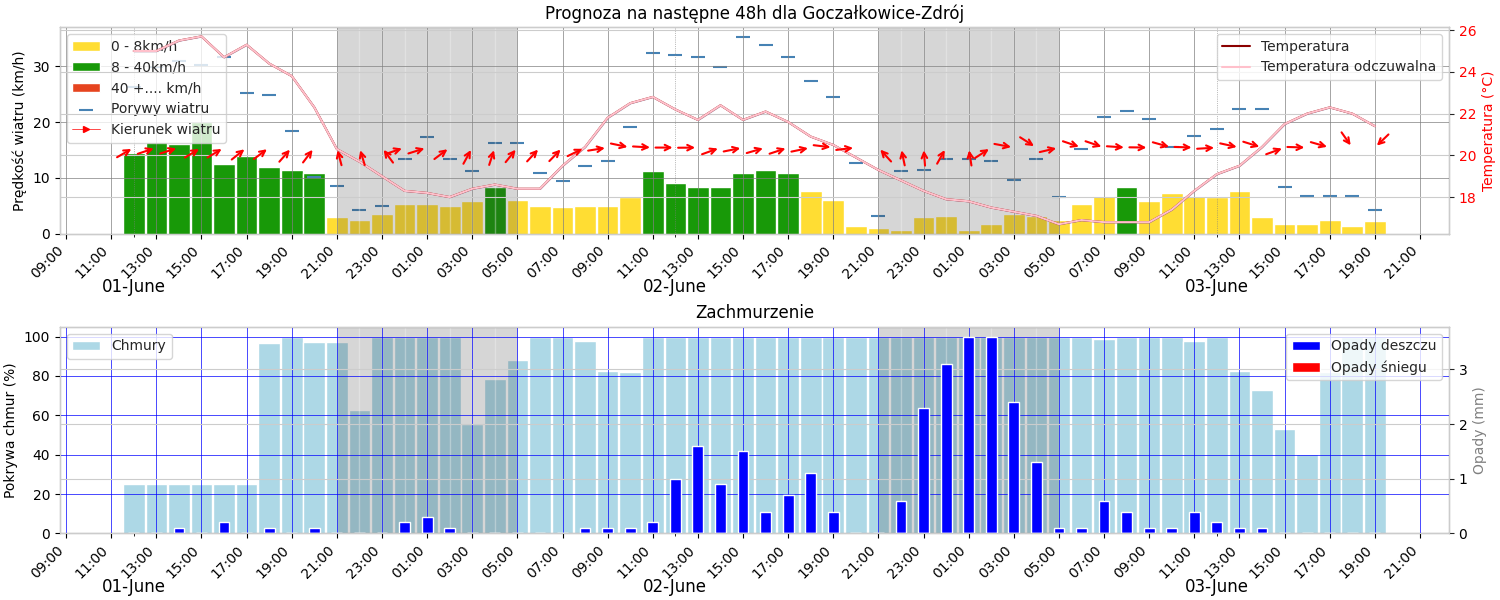 Prognoza na następne 48h dla Goczałkowice-Zdrój
Prędkość wiatru (km/h)
30
20
10
0
0 - 8km/h
8 - 40km/h
40 +.... km/h
Porywy wiatru
Kierunek wiatru
Temperatura
Temperatura odczuwalna
26
24
22
20
18
Temperatura (°C)
09:00 11:00 13:00 15:00 17:00 19:00 21:00 23:00 01:00 03:00 05:00 07:00 09:00 11:00 13:00 15:00 17:00 19:00 21:00 23:00 01:00 03:00 05:00 07:00 09:00 11:00 13:00 15:00 17:00 19:00 21:00
01-June 02-June 03-June
Zachmurzenie
Pokrywa chmur (%)
100
80
60
40
20
0
Chmury
Opady deszczu
Opady śniegu
3
2
1
0
Opady (mm)
09:00 11:00 13:00 15:00 17:00 19:00 21:00 23:00 01:00 03:00 05:00 07:00 09:00 11:00 13:00 15:00 17:00 19:00 21:00 23:00 01:00 03:00 05:00 07:00 09:00 11:00 13:00 15:00 17:00 19:00 21:00
01-June 02-June 03-June